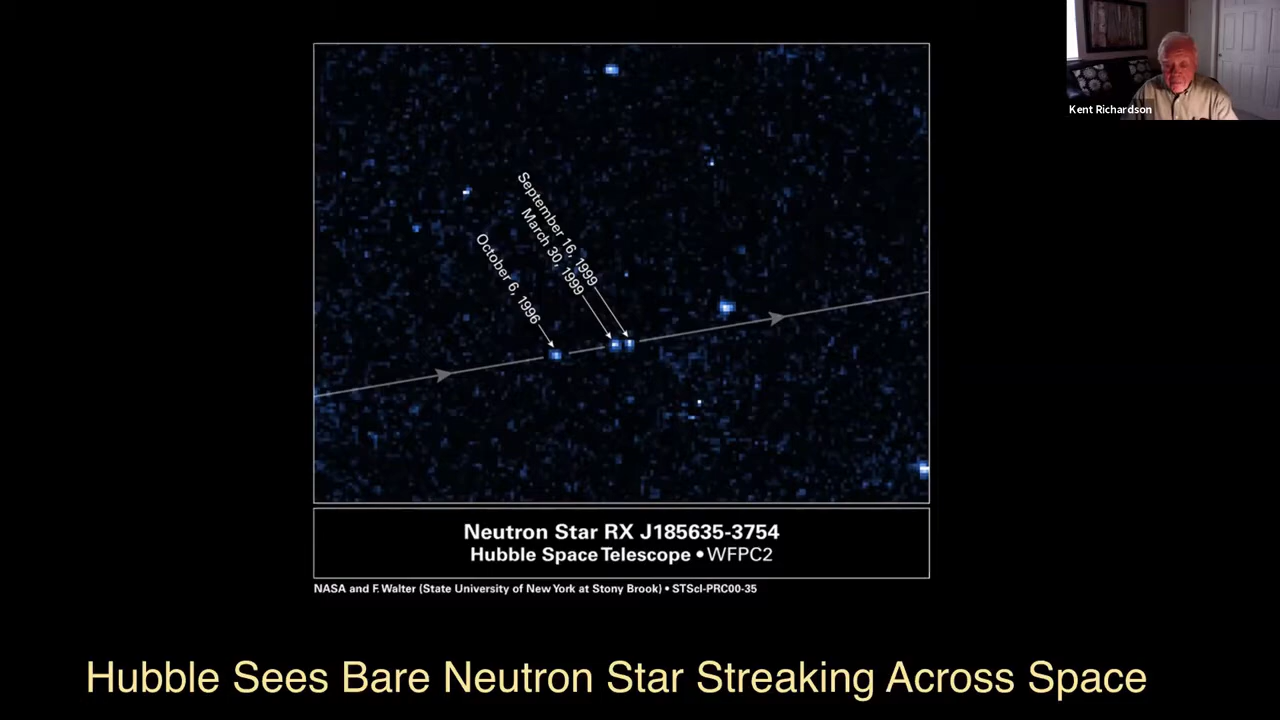 Kent Richardson
September 16, 1999
March 30, 1999
October 6, 1996
Neutron Star RX J185635-3754
Hubble Space Telescope • WFPC2
NASA and F. Walter (State University of New York at Stony Brook) • STScI-PRC00-35
Hubble Sees Bare Neutron Star Streaking Across Space